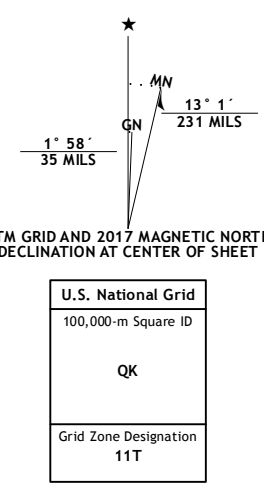 ★
MN
13° 1´
231 MILS
GN
1° 58´
35 MILS
TM GRID AND 2017 MAGNETIC NORTH
DECLINATION AT CENTER OF SHEET
U.S. National Grid
100,000-m Square ID
QK
Grid Zone Designation
11T